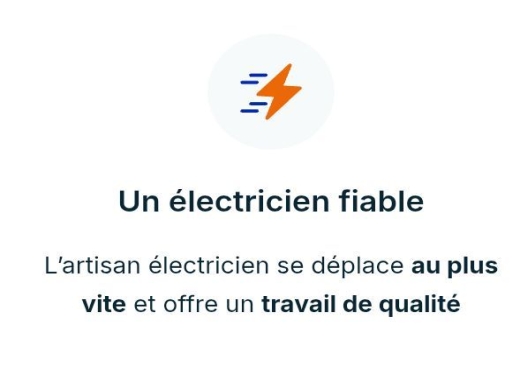 Un électricien fiable
L’artisan électricien se déplace au plus
vite et offre un travail de qualité